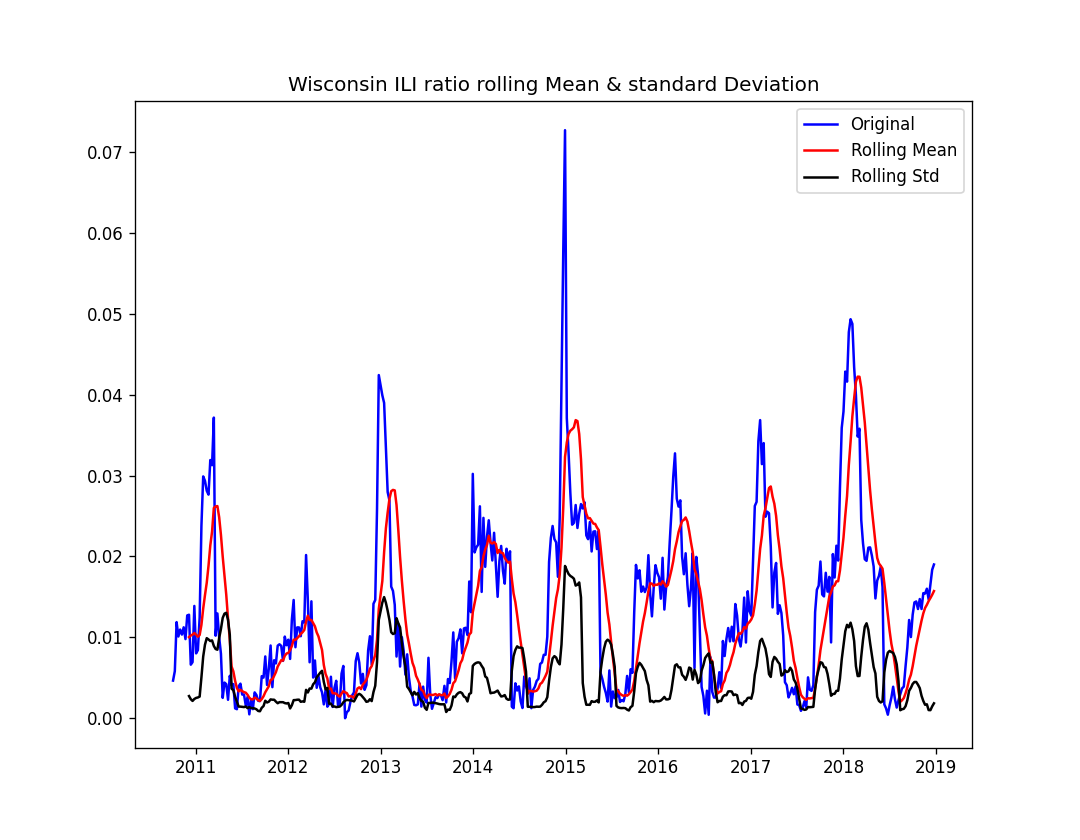 Wisconsin ILI ratio rolling Mean & standard Deviation
Original
Rolling Mean
Rolling Std
0.07
0.06
0.05
0.04
0.03
0.02
0.01
0.00
2011 2012 2013 2014 2015 2016 2017 2018 2019